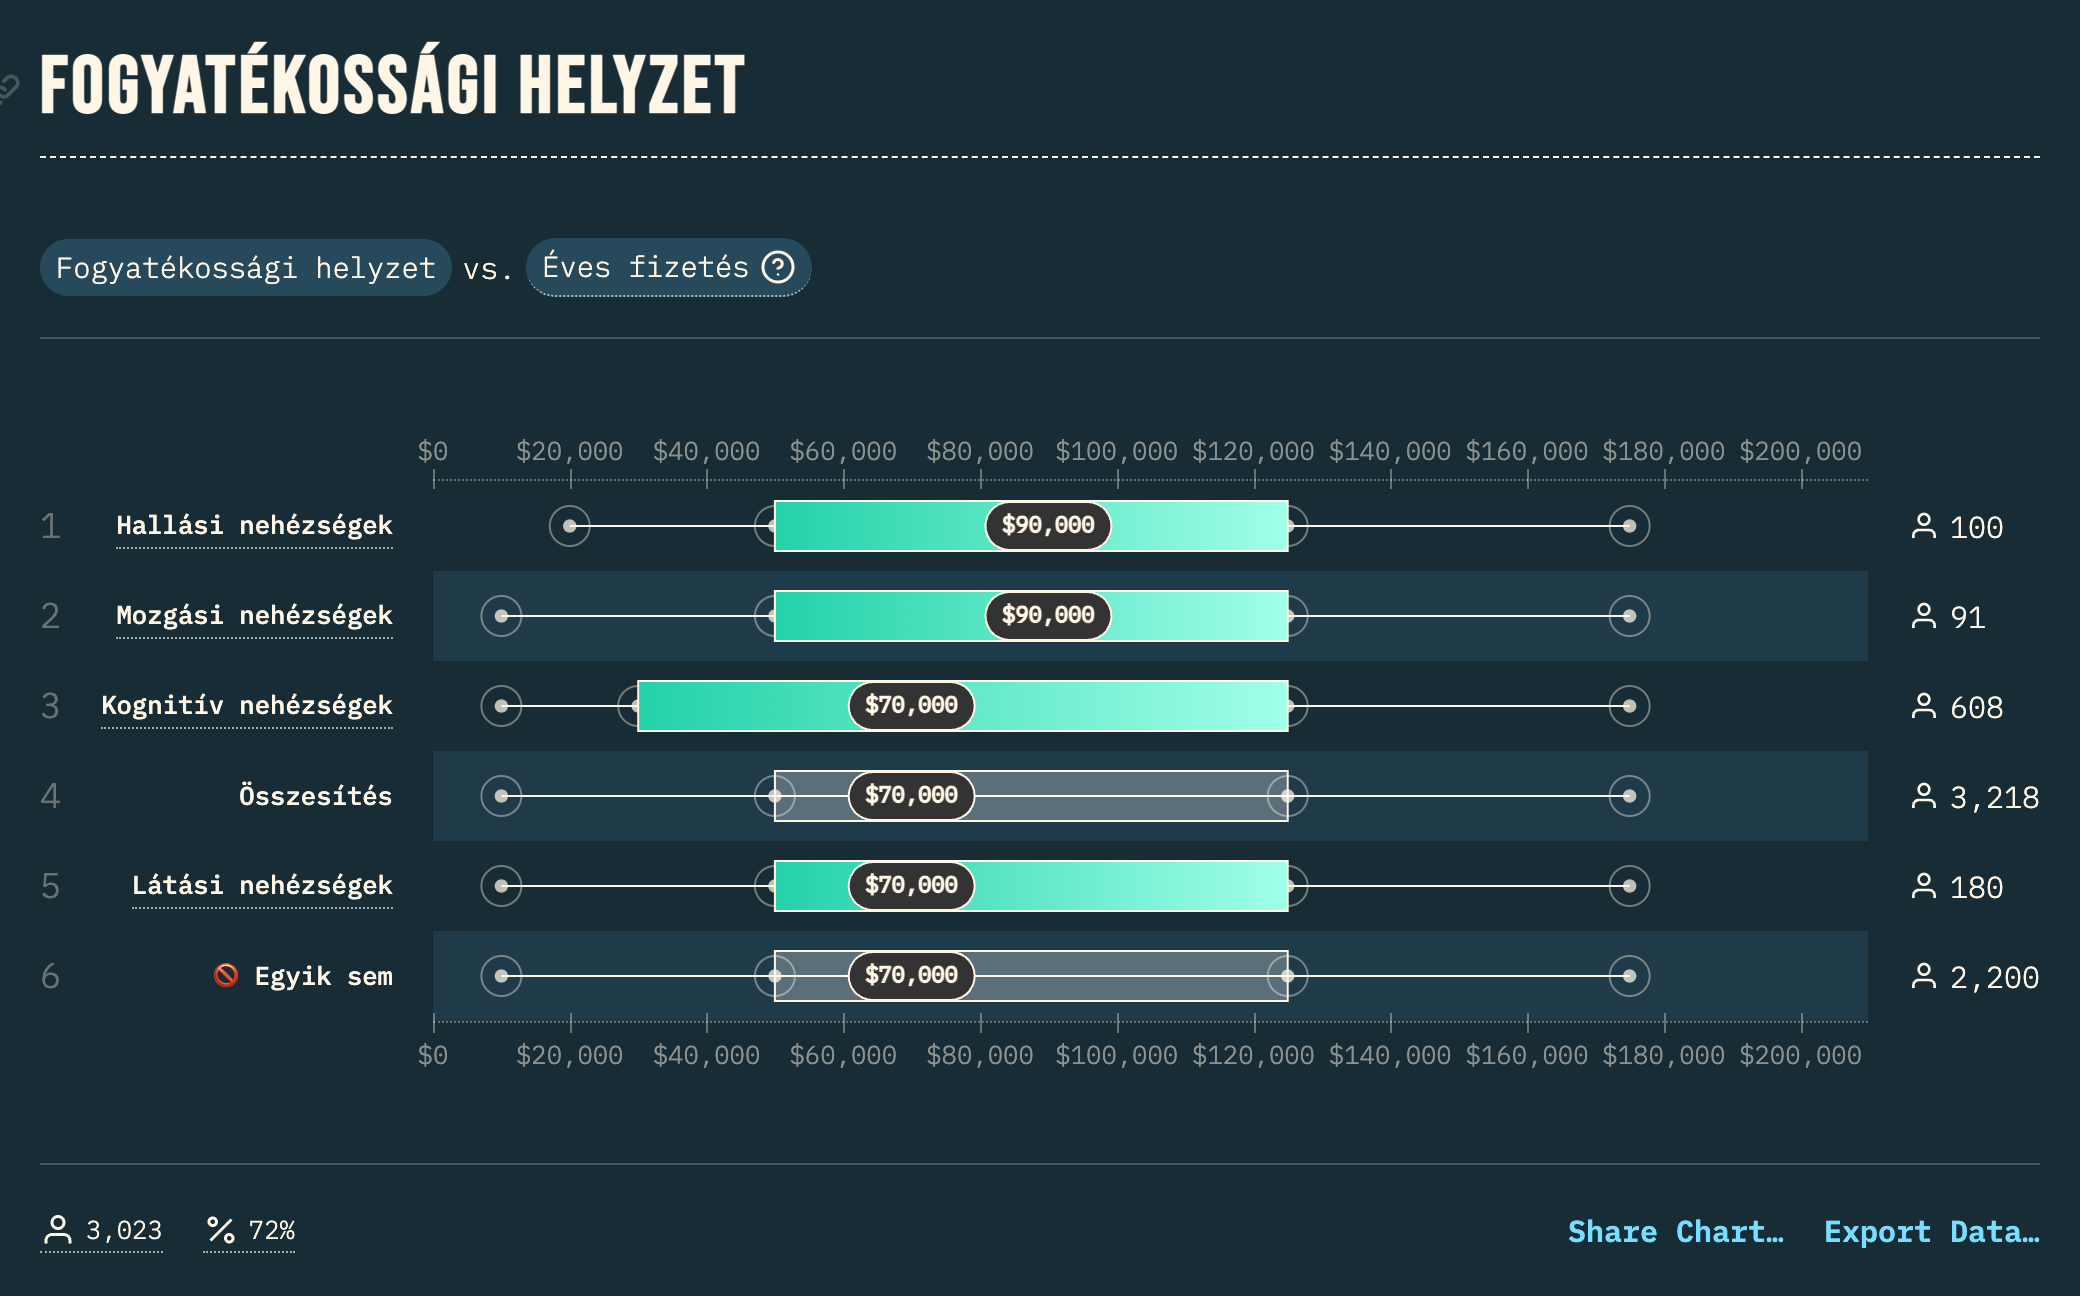 FOGYATÉKOSSÁGI HELYZET
Fogyatékossági helyzet vs. Éves fizetés ?
$0 $20,000 $40,000 $60,000 $80,000 $100,000 $120,000 $140,000 $160,000 $180,000 $200,000
1 Hallási nehézségek $90,000 100
2 Mozgási nehézségek $90,000 91
3 Kognitív nehézségek $70,000 608
4 Összesítés $70,000 3,218
5 Látási nehézségek $70,000 180
6 🚫 Egyik sem $70,000 2,200
$0 $20,000 $40,000 $60,000 $80,000 $100,000 $120,000 $140,000 $160,000 $180,000 $200,000
3,023 % 72% Share Chart… Export Data…